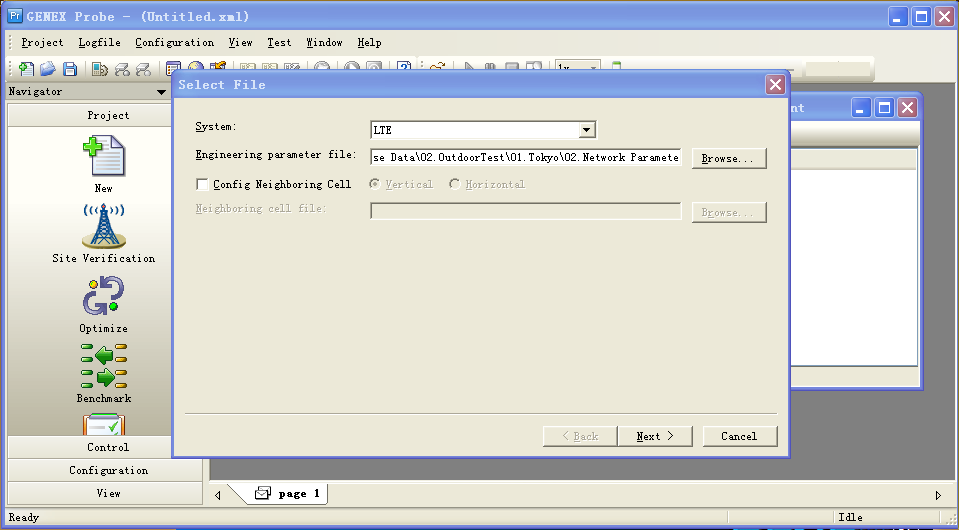 GENEX Probe - (Untitled.xml)
Project Logfile Configuration View Test Window Help
Navigator
Project
New
Site Verification
Optimize
Benchmark
Control
Configuration
View
Select File
System:
LTE
Engineering parameter file:
se Data\02.OutdoorTest\01.Tokyo\02.Network Paramete
Browse...
Config Neighboring Cell
Vertical
Horizontal
Neighboring cell file:
Browse...
< Back
Next >
Cancel
nt
page 1
Ready
Idle